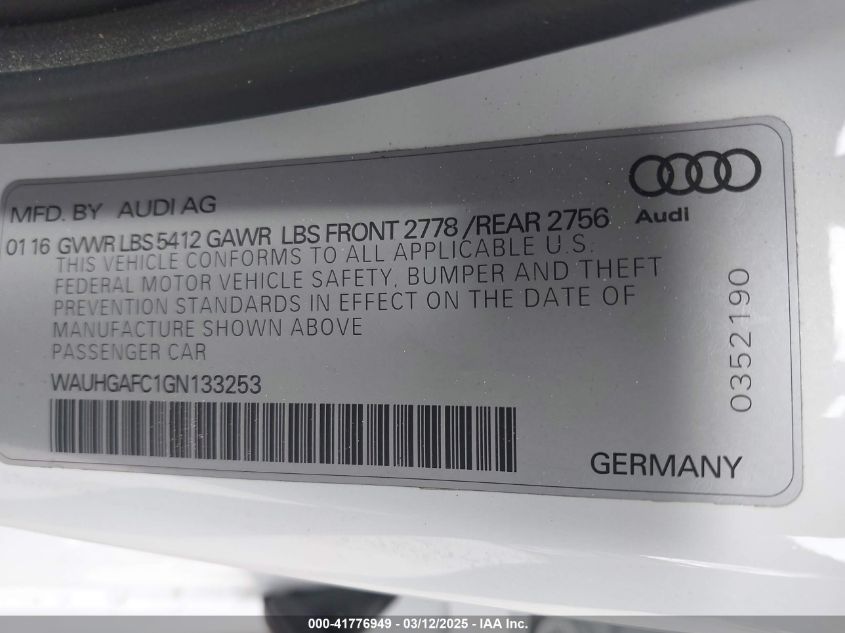 MFD. BY AUDI AG
Audi
01 16 GVWR LBS 5412 GAWR LBS FRONT 2778 /REAR 2756
THIS VEHICLE CONFORMS TO ALL APPLICABLE U.S.
FEDERAL MOTOR VEHICLE SAFETY, BUMPER AND THEFT
PREVENTION STANDARDS IN EFFECT ON THE DATE OF
MANUFACTURE SHOWN ABOVE
PASSENGER CAR
WAUHGAFC1GN133253
0352190
GERMANY
000-41776949 - 03/12/2025 - IAA Inc.